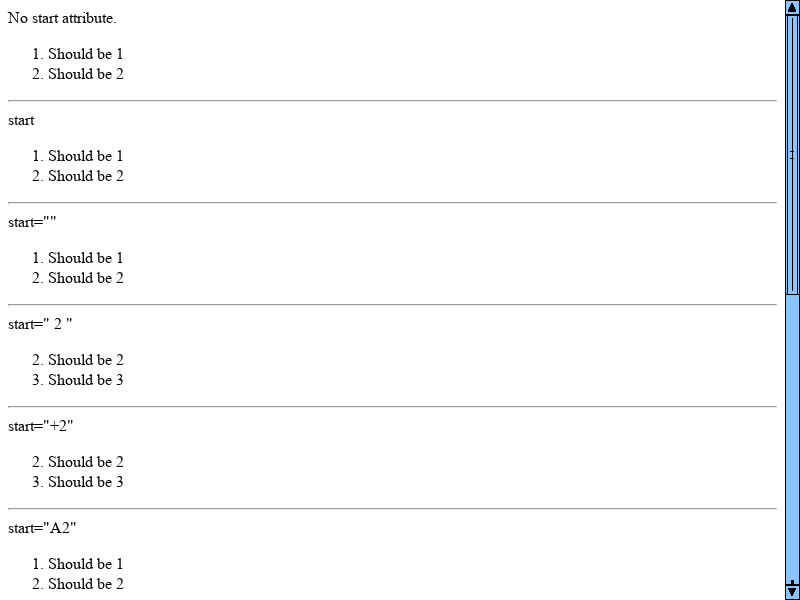 No start attribute.
1. Should be 1
2. Should be 2
start
1. Should be 1
2. Should be 2
start=""
1. Should be 1
2. Should be 2
start=" 2 "
2. Should be 2
3. Should be 3
start="+2"
2. Should be 2
3. Should be 3
start="A2"
1. Should be 1
2. Should be 2